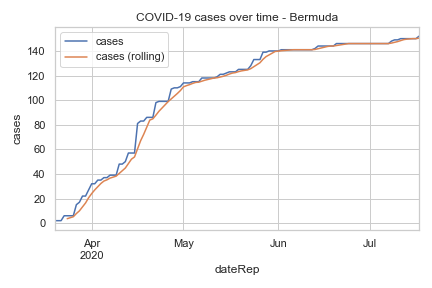 COVID-19 cases over time - Bermuda
cases
cases (rolling)
140
120
100
80
60
40
20
0
cases
Apr
2020
May
Jun
Jul
dateRep